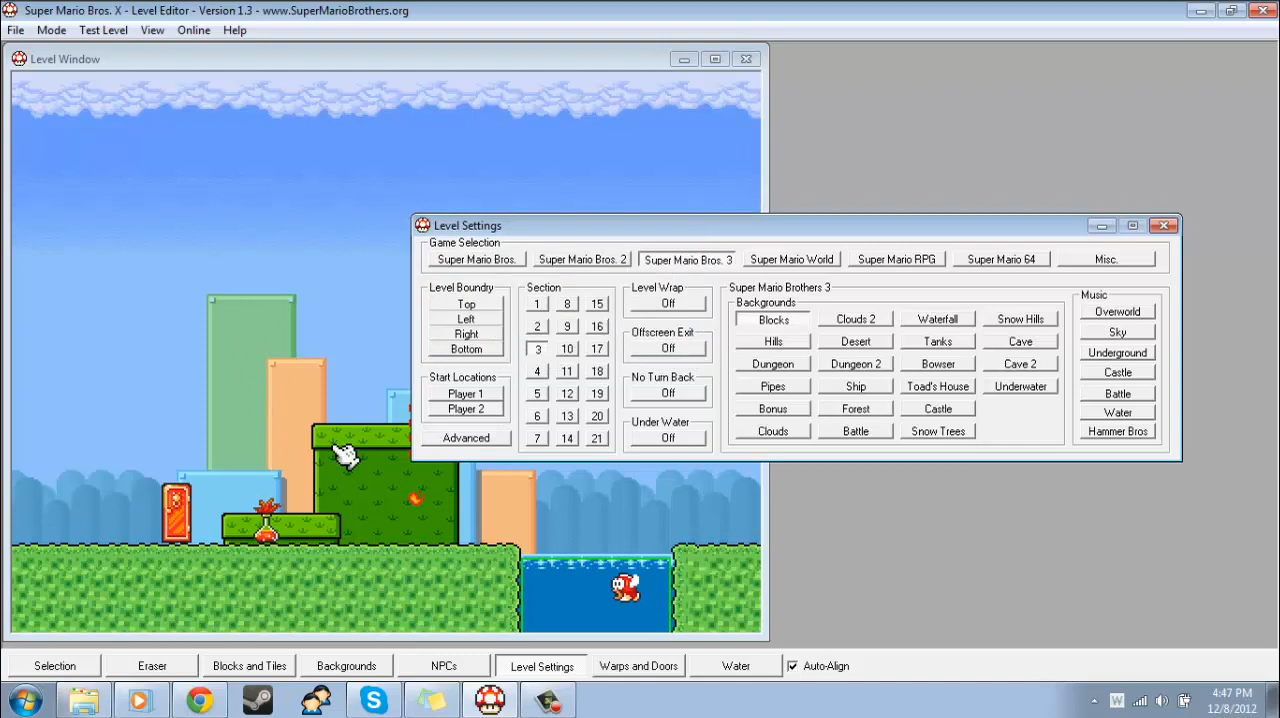 Super Mario Bros. X - Level Editor - Version 1.3 - www.SuperMarioBrothers.org
File Mode Test Level View Online Help
Level Window
Level Settings
Game Selection
Super Mario Bros. Super Mario Bros. 2 Super Mario Bros. 3 Super Mario World Super Mario RPG Super Mario 64 Misc.
Level Boundy
Top
Left
Right
Bottom
Start Locations
Player 1
Player 2
Advanced
Section
1 8 15
2 9 16
3 10 17
4 11 18
5 12 19
6 13 20
7 14 21
Level Wrap
Off
Offscreen Exit
Off
No Turn Back
Off
Under Water
Off
Super Mario Brothers 3
Backgrounds
Blocks Clouds 2 Waterfall Snow Hills
Hills Desert Tanks Cave
Dungeon Dungeon 2 Bowser Cave 2
Pipes Ship Toad's House Underwater
Bonus Forest Castle
Clouds Battle Snow Trees
Music
Overworld
Sky
Underground
Castle
Battle
Water
Hammer Bros
Selection Eraser Blocks and Tiles Backgrounds NPCs Level Settings Warps and Doors Water Auto-Align
W
4:47 PM
12/8/2012